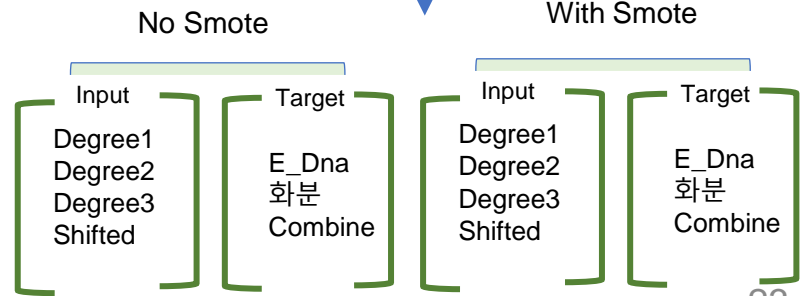 No Smote
With Smote
Input
Target
Input
Target
Degree1
Degree2
Degree3
Shifted
E_Dna
화분
Combine
Degree1
Degree2
Degree3
Shifted
E_Dna
화분
Combine